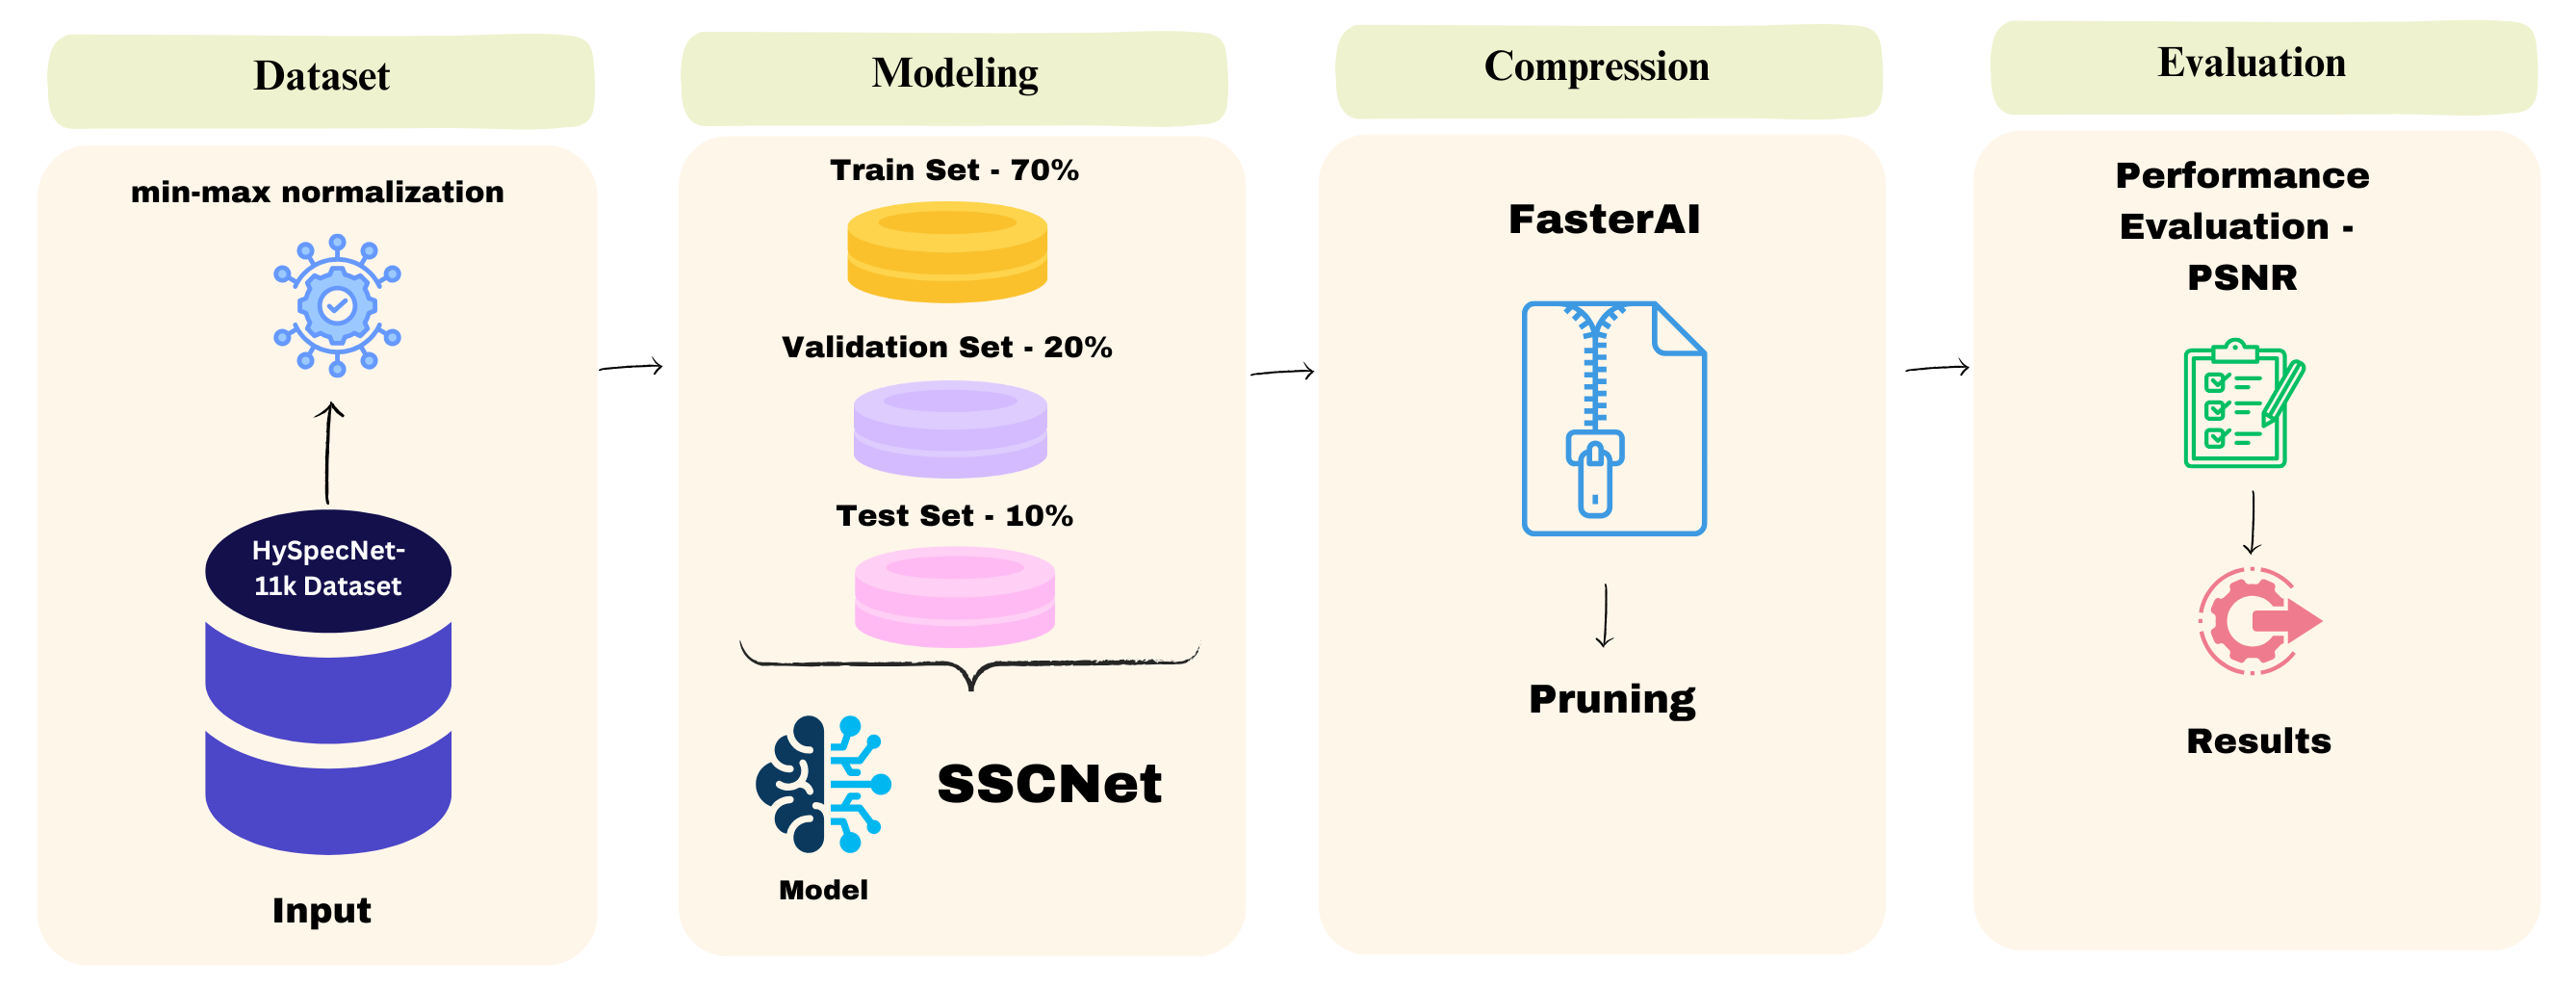 Dataset
min-max normalization
HySpecNet-
11k Dataset
Input
Modeling
Train Set - 70%
Validation Set - 20%
Test Set - 10%
SSCNet
Model
Compression
FasterAI
Pruning
Evaluation
Performance
Evaluation -
PSNR
Results